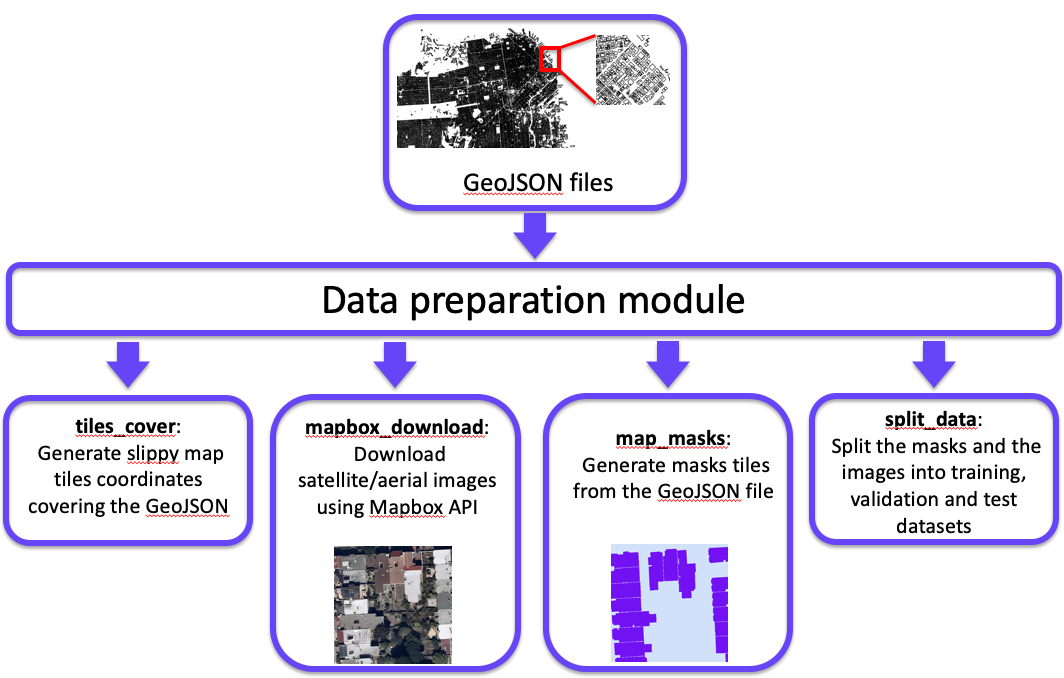 GeoJSON files
Data preparation module
tiles_cover:
Generate slippy map
tiles coordinates
covering the GeoJSON
mapbox_download:
Download
satellite/aerial images
using Mapbox API
map_masks:
Generate masks tiles
from the GeoJSON file
split_data:
Split the masks and the
images into training,
validation and test
datasets